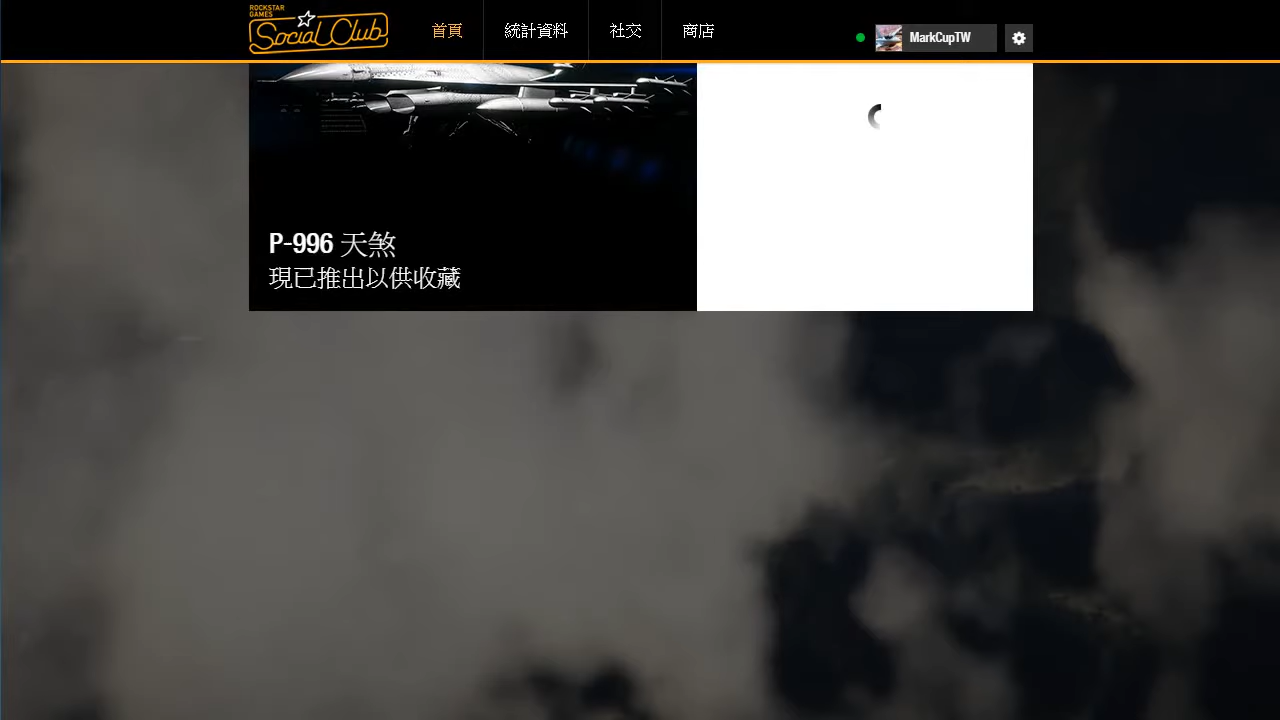 ROCKSTAR
GAMES
Social Club
首頁
統計資料
社交
商店
MarkCupTW
P-996 天煞
現已推出以供收藏